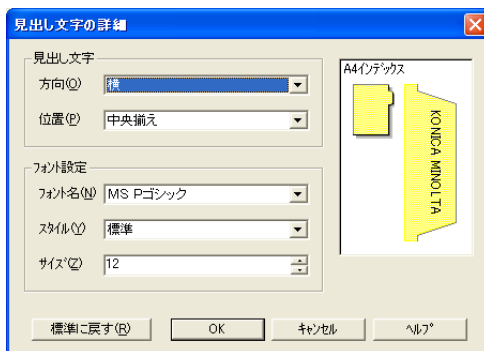 見出し文字の詳細
見出し文字
方向(O)
横
位置(P)
中央揃え
フォント設定
フォント名(N)
MS Pゴシック
スタイル(Y)
標準
サイズ(Z)
12
A4インデックス
KONICA MINOLTA
標準に戻す(R)
OK
キャンセル
ヘルプ